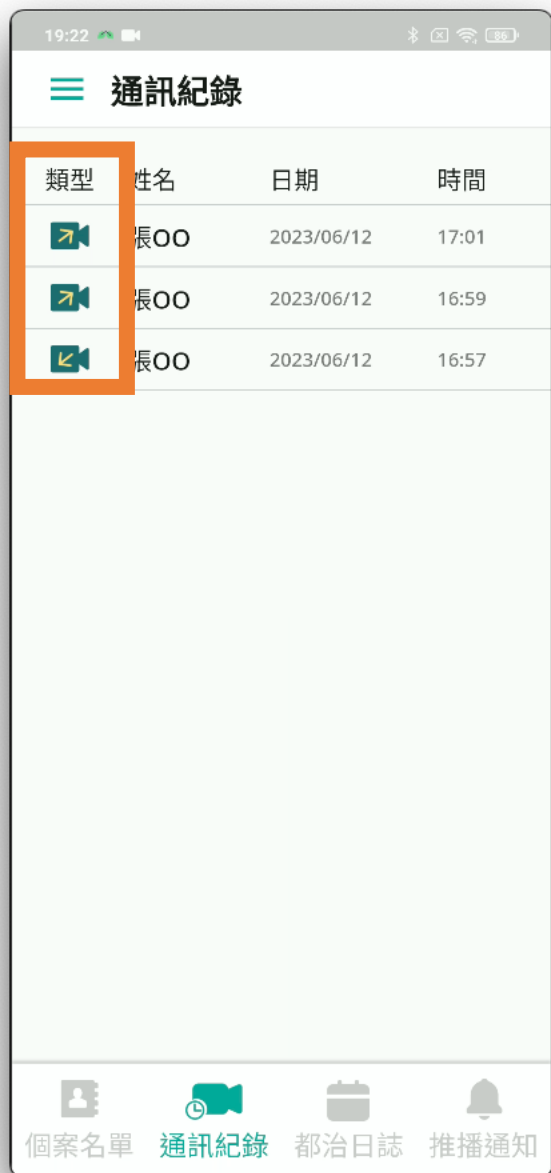 19:22 86
通訊紀錄
類型 姓名 日期 時間
張OO 2023/06/12 17:01
張OO 2023/06/12 16:59
張OO 2023/06/12 16:57
個案名單 通訊紀錄 都治日誌 推播通知